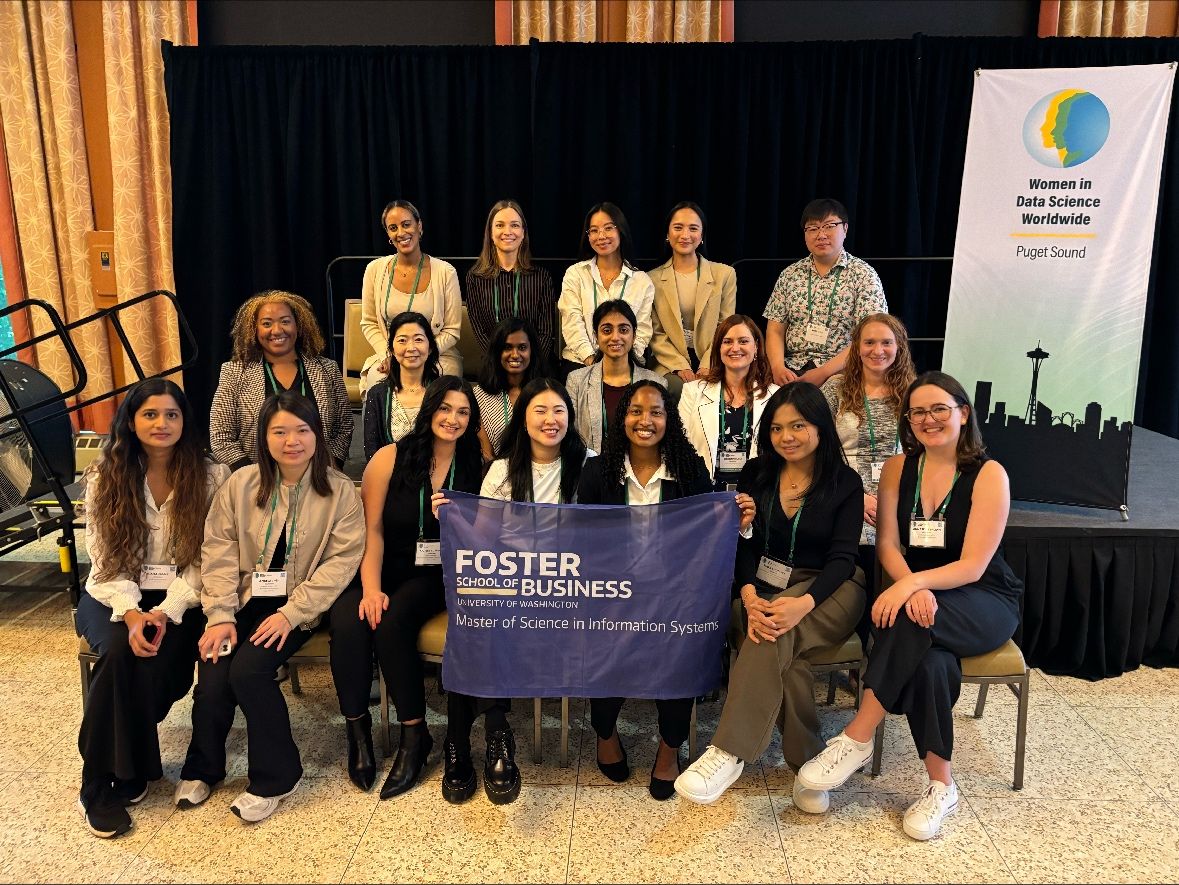 Women in
Data Science
Worldwide
Puget Sound
FOSTER
SCHOOL OF BUSINESS
UNIVERSITY OF WASHINGTON
Master of Science in Information Systems